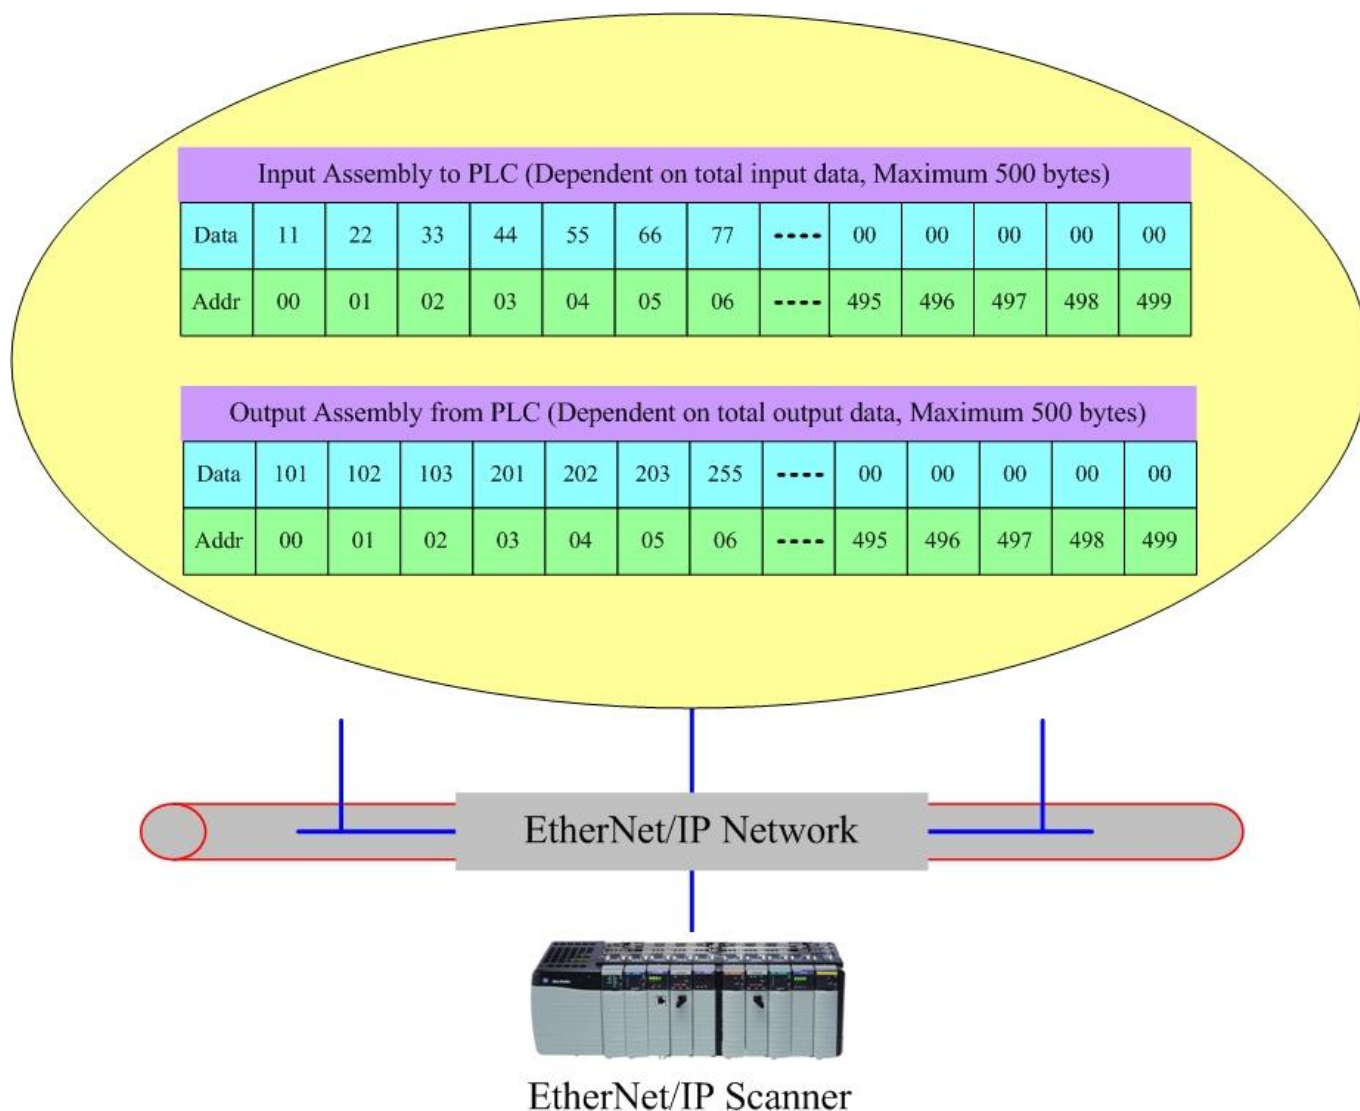 Input Assembly to PLC (Dependent on total input data, Maximum 500 bytes)
Data 11 22 33 44 55 66 77 ---- 00 00 00 00 00
Addr 00 01 02 03 04 05 06 ---- 495 496 497 498 499
Output Assembly from PLC (Dependent on total output data, Maximum 500 bytes)
Data 101 102 103 201 202 203 255 ---- 00 00 00 00 00
Addr 00 01 02 03 04 05 06 ---- 495 496 497 498 499
EtherNet/IP Network
EtherNet/IP Scanner